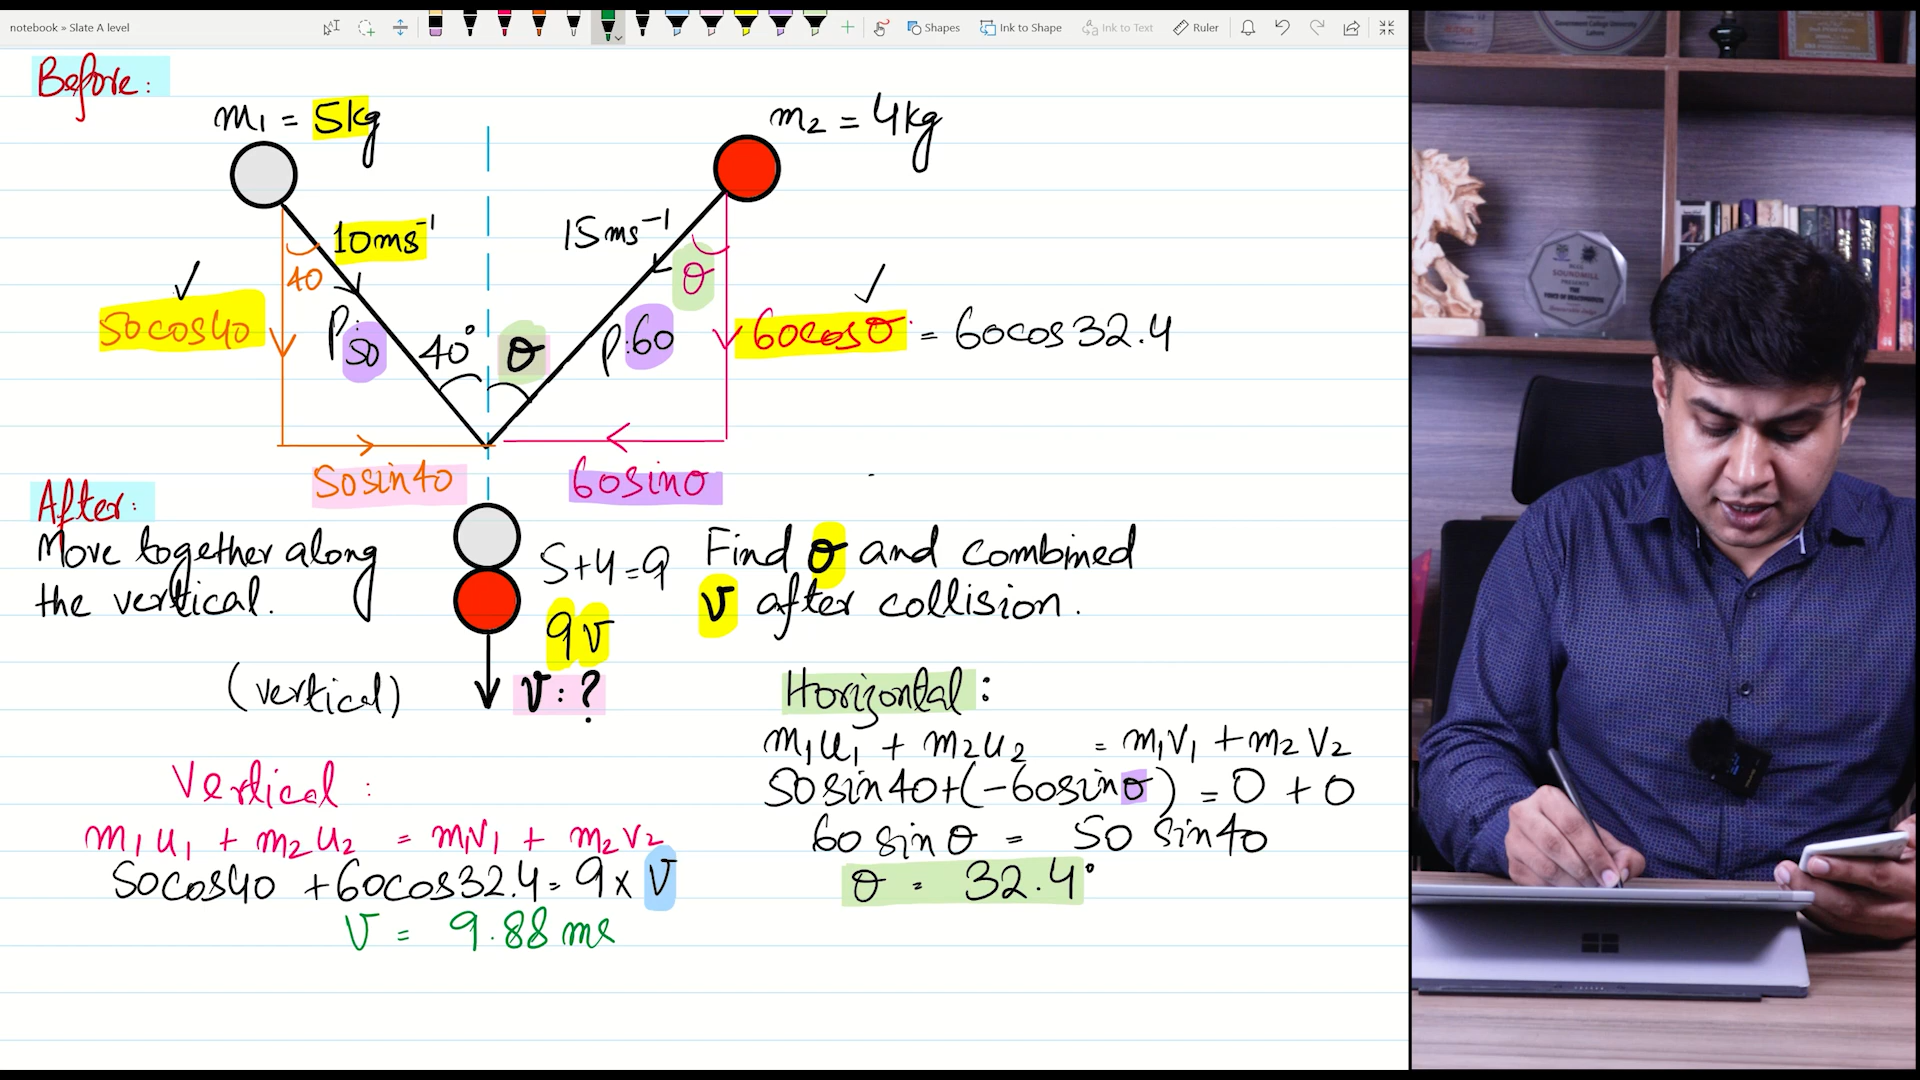 notebook » Slate A level
Shapes
Ink to Shape
Ink to Text
Ruler
Before:
m1 = 5kg
m2 = 4kg
10ms⁻¹
15ms⁻¹
40
θ
50cos40
P: 50
40°
θ
P: 60
60cosθ = 60cos32.4
50sin40
60sinθ
After:
Move together along
the vertical.
5+4=9
9v
Find θ and combined
v after collision.
(vertical)
v: ?
Horizontal:
m1u1 + m2u2 = m1v1 + m2v2
50sin40+(-60sinθ) = 0 + 0
60 sinθ = 50 sin40
θ = 32.4°
Vertical:
m1u1 + m2u2 = m1v1 + m2v2
50cos40 +60cos32.4 = 9 x v
v = 9.88 ms
SOUNDMILL